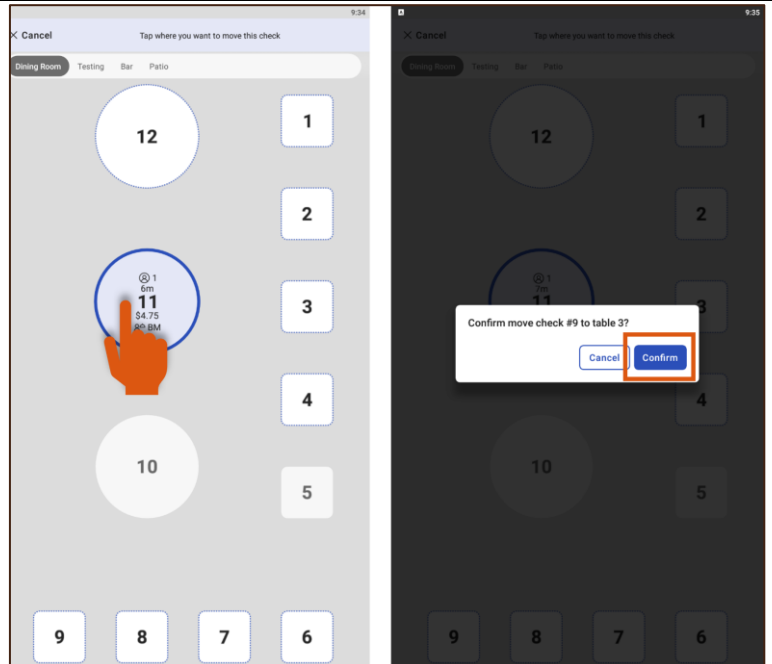 9:34
× Cancel
Tap where you want to move this check
Dining Room Testing Bar Patio
12
1
2
1
6m
11
$4.75
BM
3
4
10
5
9 8 7 6
9:35
× Cancel
Tap where you want to move this check
Dining Room Testing Bar Patio
12
1
2
1
7m
11
3
Confirm move check #9 to table 3?
Cancel Confirm
4
10
5
9 8 7 6